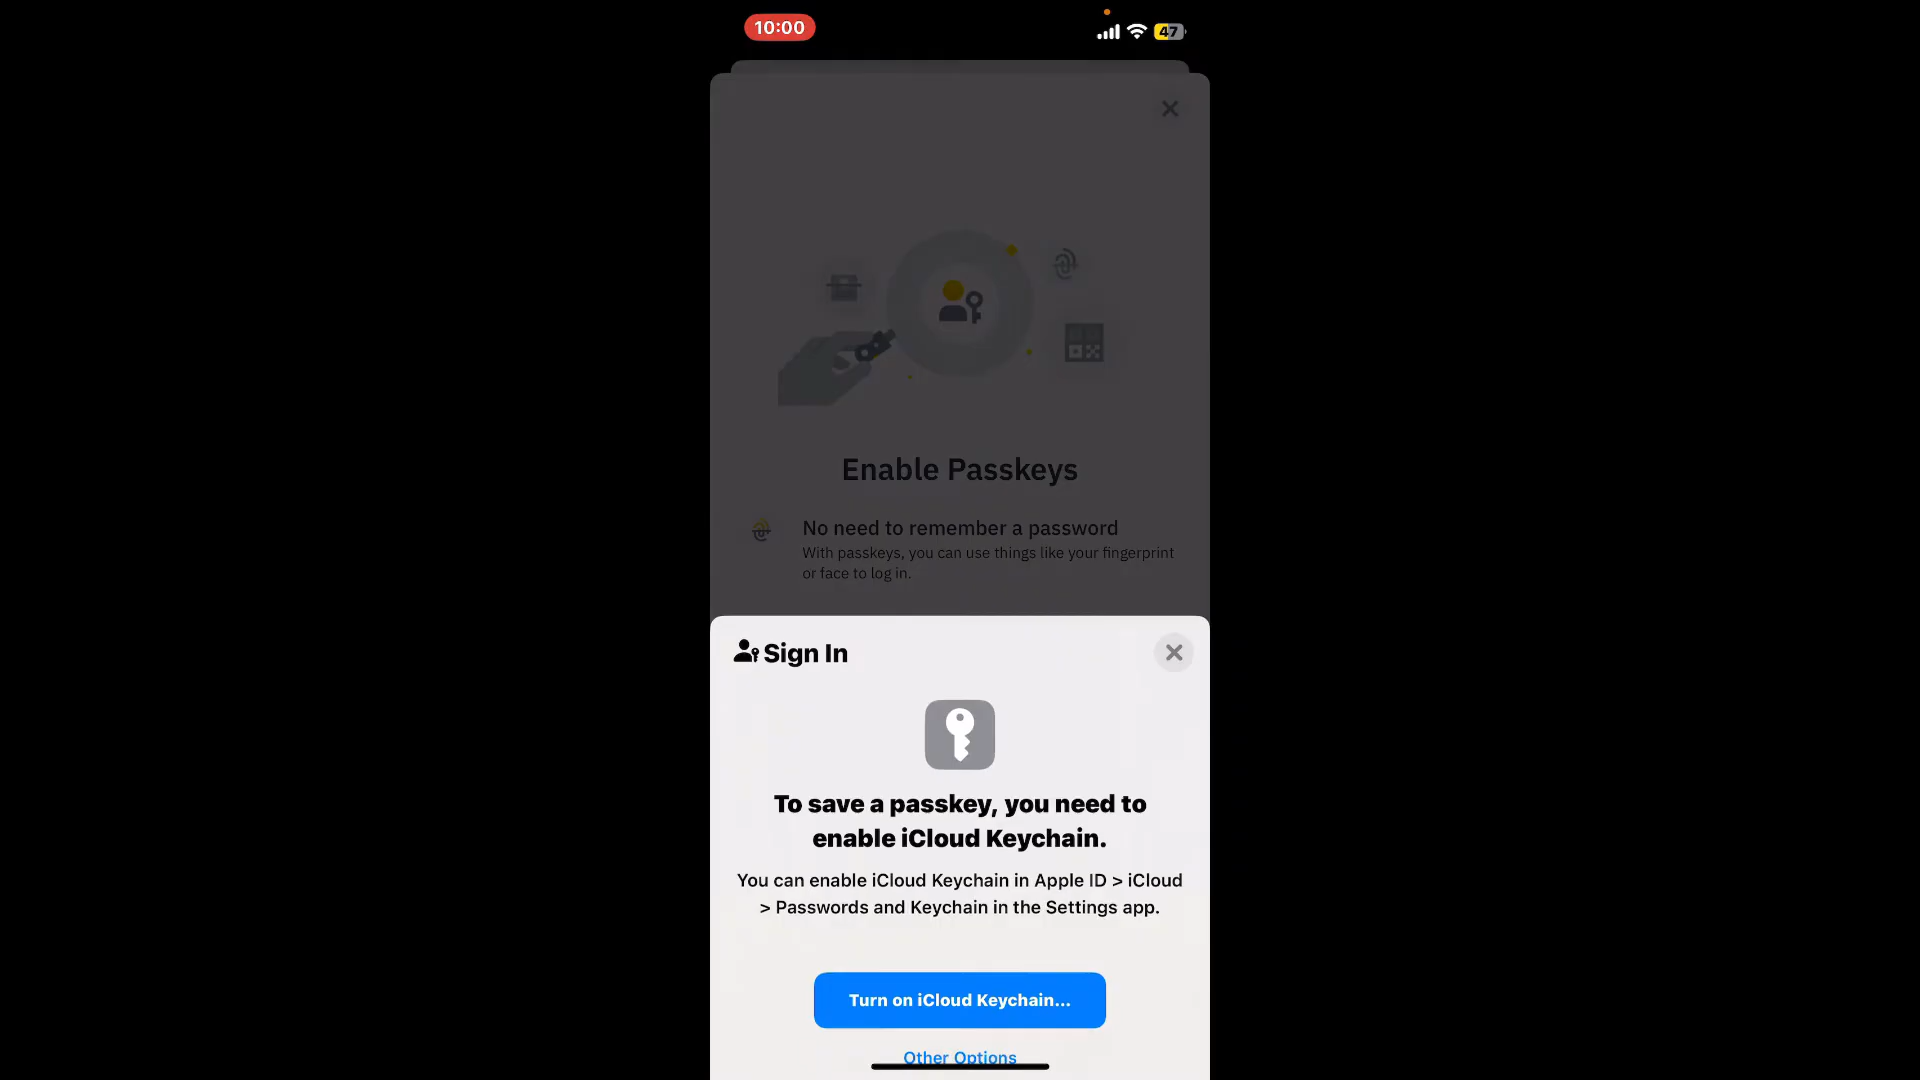 10:00
47
Enable Passkeys
No need to remember a password
With passkeys, you can use things like your fingerprint
or face to log in.
Sign In
To save a passkey, you need to
enable iCloud Keychain.
You can enable iCloud Keychain in Apple ID > iCloud
> Passwords and Keychain in the Settings app.
Turn on iCloud Keychain...
Other Options